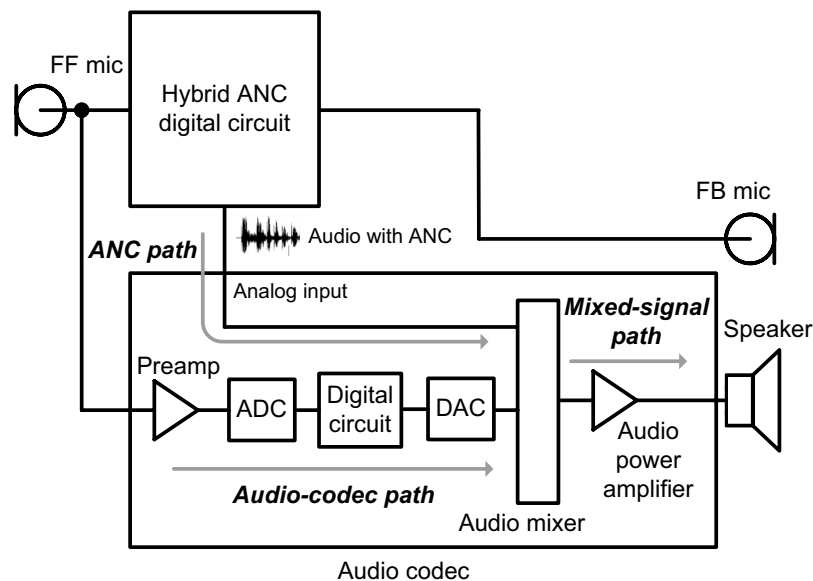 FF mic
Hybrid ANC
digital circuit
FB mic
Audio with ANC
ANC path
Analog input
Mixed-signal
path
Speaker
Preamp
ADC
Digital
circuit
DAC
Audio
power
amplifier
Audio-codec path
Audio mixer
Audio codec